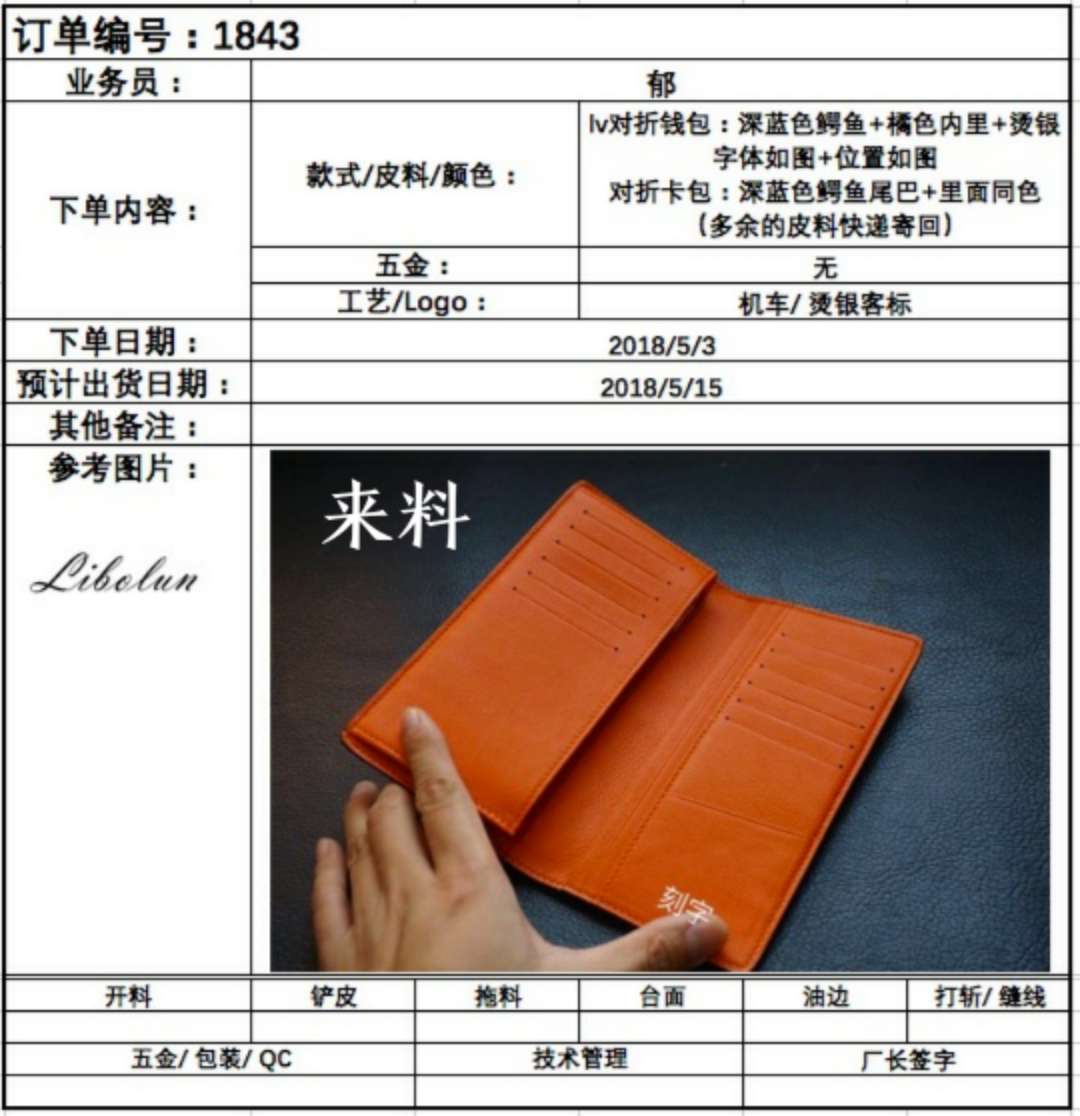 订单编号：1843
业务员： 郁
下单内容：
款式/皮料/颜色：
lv对折钱包：深蓝色鳄鱼+橘色内里+烫银
字体如图+位置如图
对折卡包：深蓝色鳄鱼尾巴+里面同色
（多余的皮料快递寄回）
五金： 无
工艺/Logo： 机车/ 烫银客标
下单日期： 2018/5/3
预计出货日期： 2018/5/15
其他备注：
参考图片：
来料
Libolun
刻字
开料 铲皮 拖料 台面 油边 打斩/ 缝线
五金/ 包装/ QC 技术管理 厂长签字